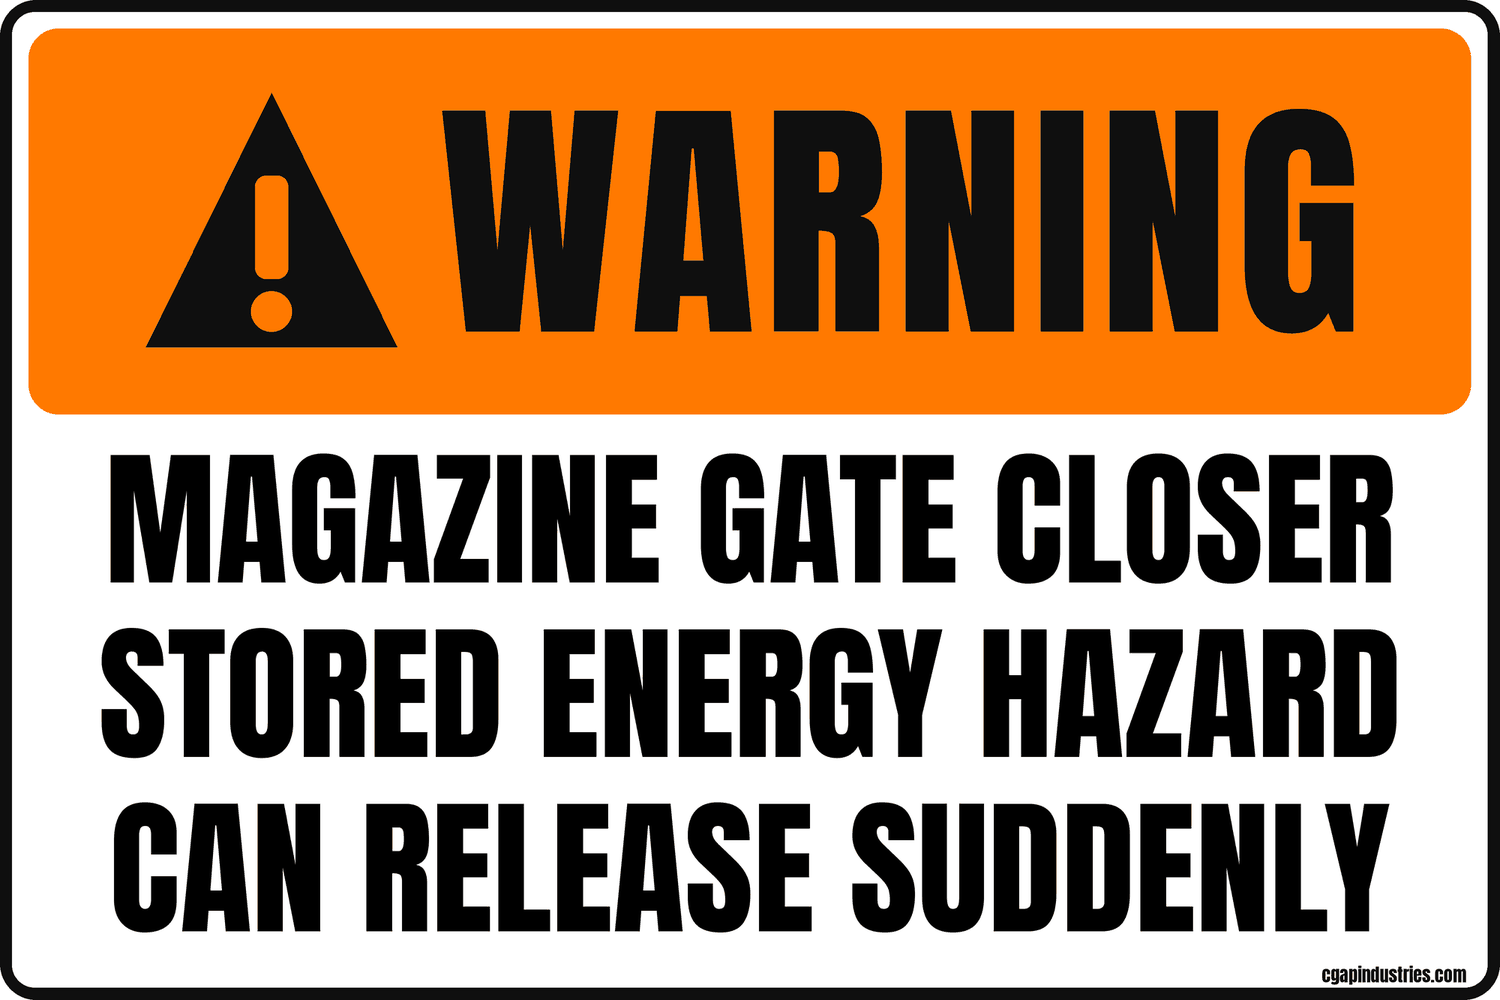 WARNING
MAGAZINE GATE CLOSER
STORED ENERGY HAZARD
CAN RELEASE SUDDENLY
cgapindustries.com